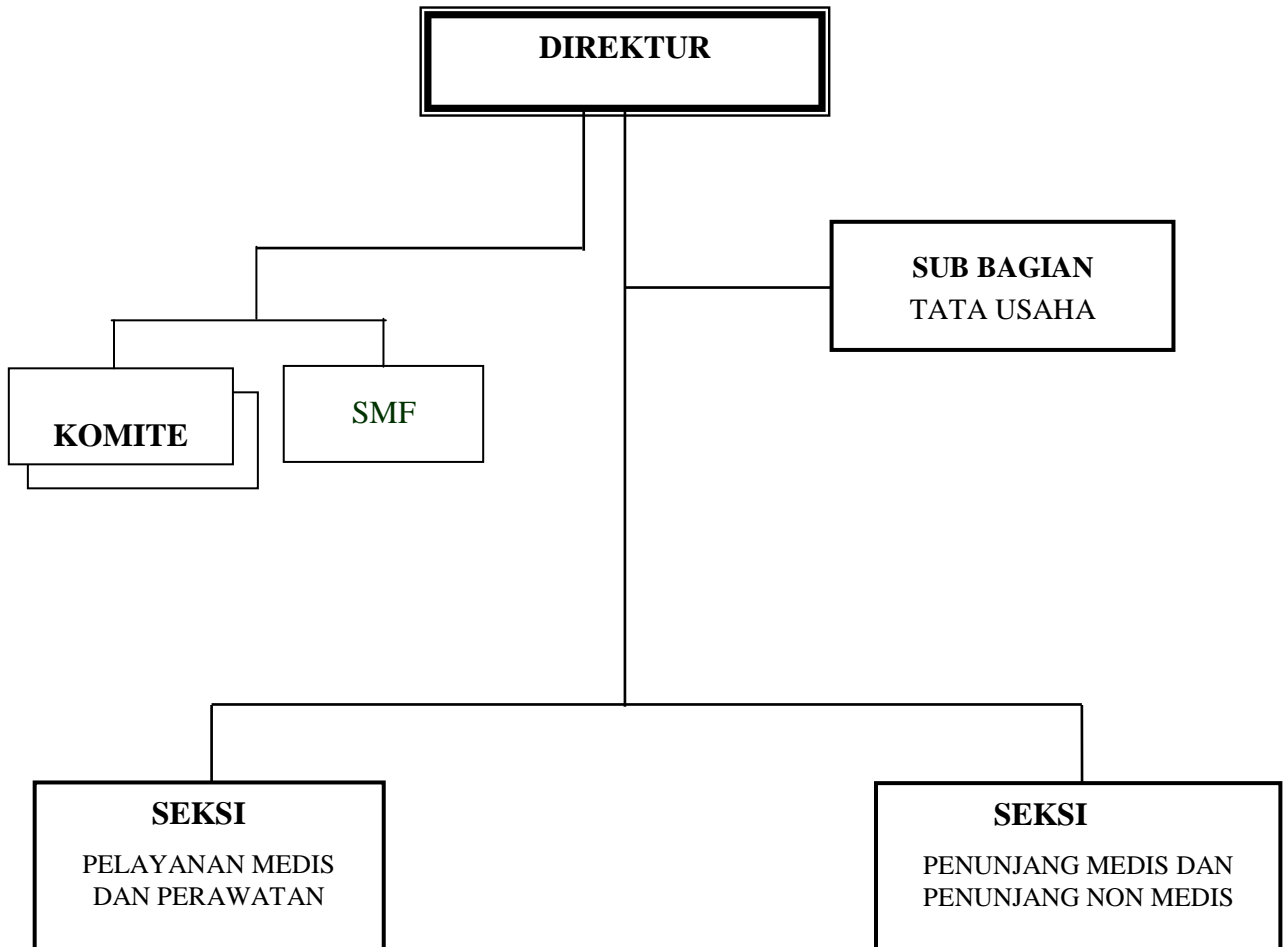 DIREKTUR
SUB BAGIAN
TATA USAHA
KOMITE
SMF
SEKSI
PELAYANAN MEDIS
DAN PERAWATAN
SEKSI
PENUNJANG MEDIS DAN
PENUNJANG NON MEDIS